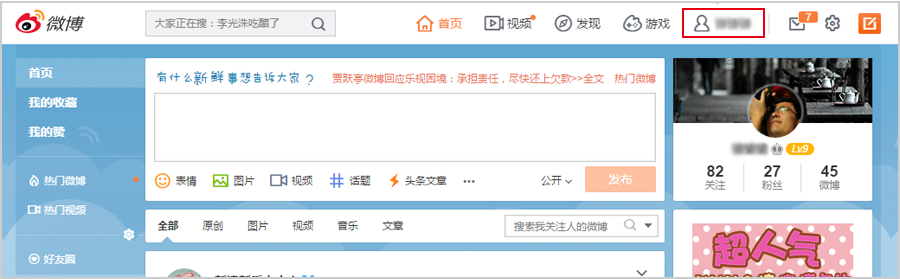 微博
大家正在搜：李光洙吃醋了
首页
视频
发现
游戏
7
首页
我的收藏
我的赞
热门微博
热门视频
好友圈
有什么新鲜事想告诉大家？
贾跃亭微博回应乐视困境：承担责任，尽快还上欠款>>全文 热门微博
表情
图片
视频
话题
头条文章
公开
发布
全部
原创
图片
视频
音乐
文章
搜索我关注人的微博
Lv9
82
关注
27
粉丝
45
微博
超人气